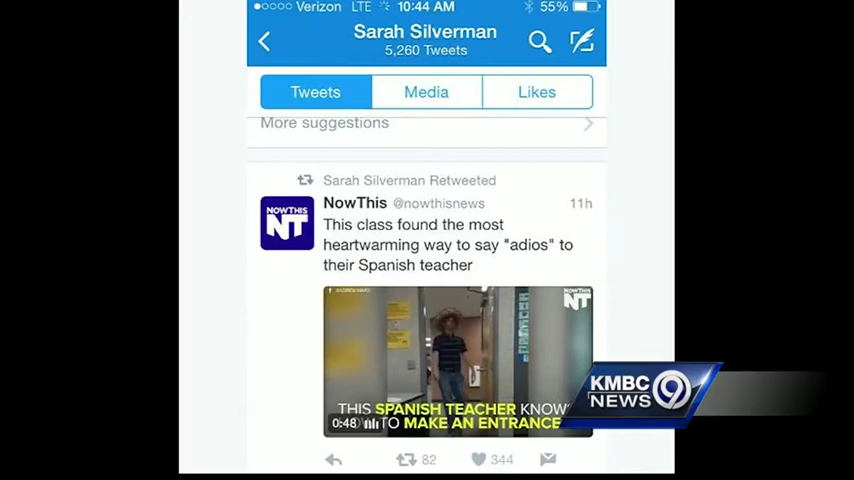 Verizon LTE 10:44 AM 55%
Sarah Silverman
5,260 Tweets
Tweets Media Likes
More suggestions
Sarah Silverman Retweeted
NowThis @nowthisnews 11h
This class found the most
heartwarming way to say "adios" to
their Spanish teacher
NOWTHIS
NT
NOWTHIS
NT
THIS SPANISH TEACHER KNOWS
TO MAKE AN ENTRANCE
0:48
82 344
KMBC 9
NEWS